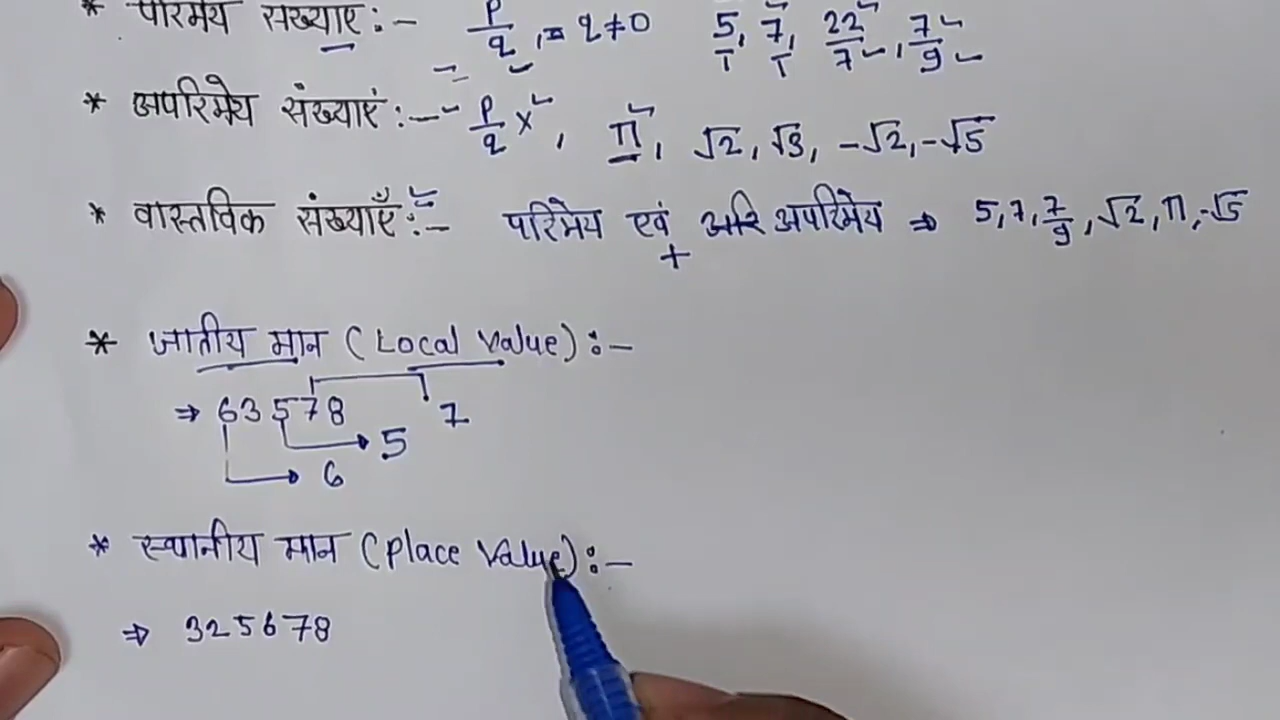 * परिमेय संख्याएं :- p/q, = q≠0 5/1, 7/1, 22/7, 7/9
* अपरिमेय संख्याएं :- p/q ×, π, √2, √3, -√2, -√5
* वास्तविक संख्याएँ :- परिमेय एवं अपरिमेय ⇒ 5, 7, 7/9, √2, π, -√5
+
* जातीय मान (Local Value) :-
⇒ 63578
7
5
6
* स्थानीय मान (Place Value) :-
⇒ 325678